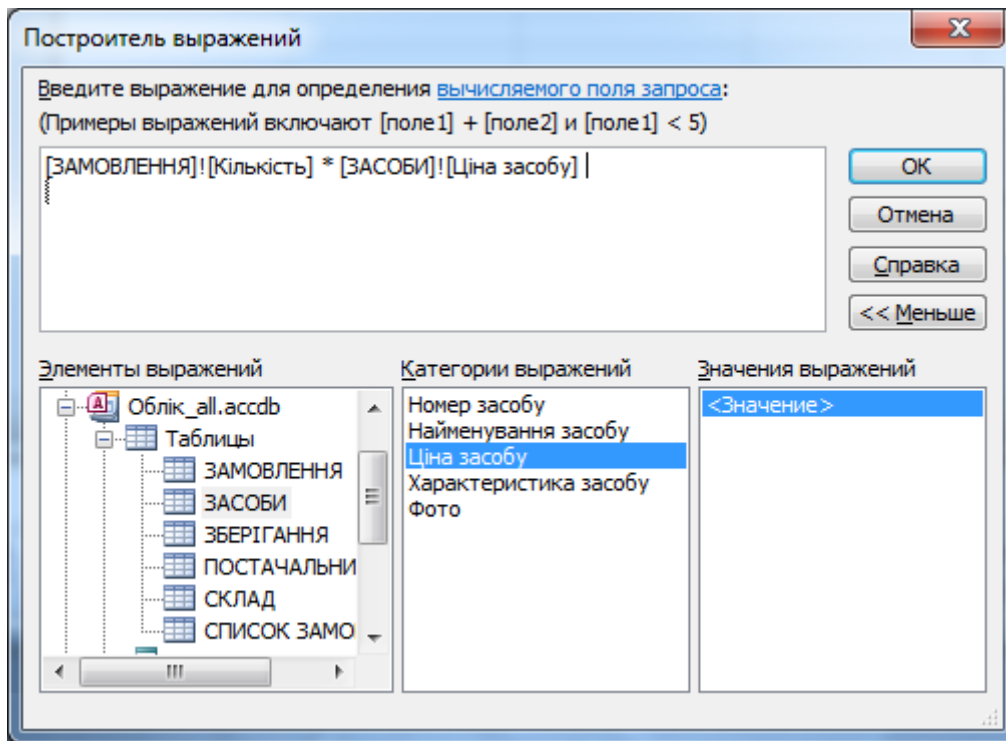 Построитель выражений
Введите выражение для определения вычисляемого поля запроса:
(Примеры выражений включают [поле1] + [поле2] и [поле1] < 5)
[ЗАМОВЛЕННЯ]![Кількість] * [ЗАСОБИ]![Ціна засобу]
ОК
Отмена
Справка
<< Меньше
Элементы выражений
Облік_all.accdb
Таблицы
ЗАМОВЛЕННЯ
ЗАСОБИ
ЗБЕРІГАННЯ
ПОСТАЧАЛЬНИ
СКЛАД
СПИСОК ЗАМО
Категории выражений
Номер засобу
Найменування засобу
Ціна засобу
Характеристика засобу
Фото
Значения выражений
<Значение>